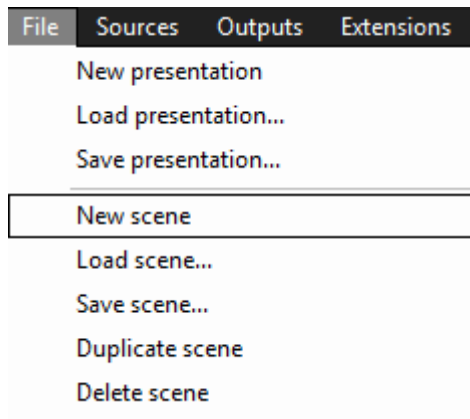 File Sources Outputs Extensions
New presentation
Load presentation...
Save presentation...
New scene
Load scene...
Save scene...
Duplicate scene
Delete scene